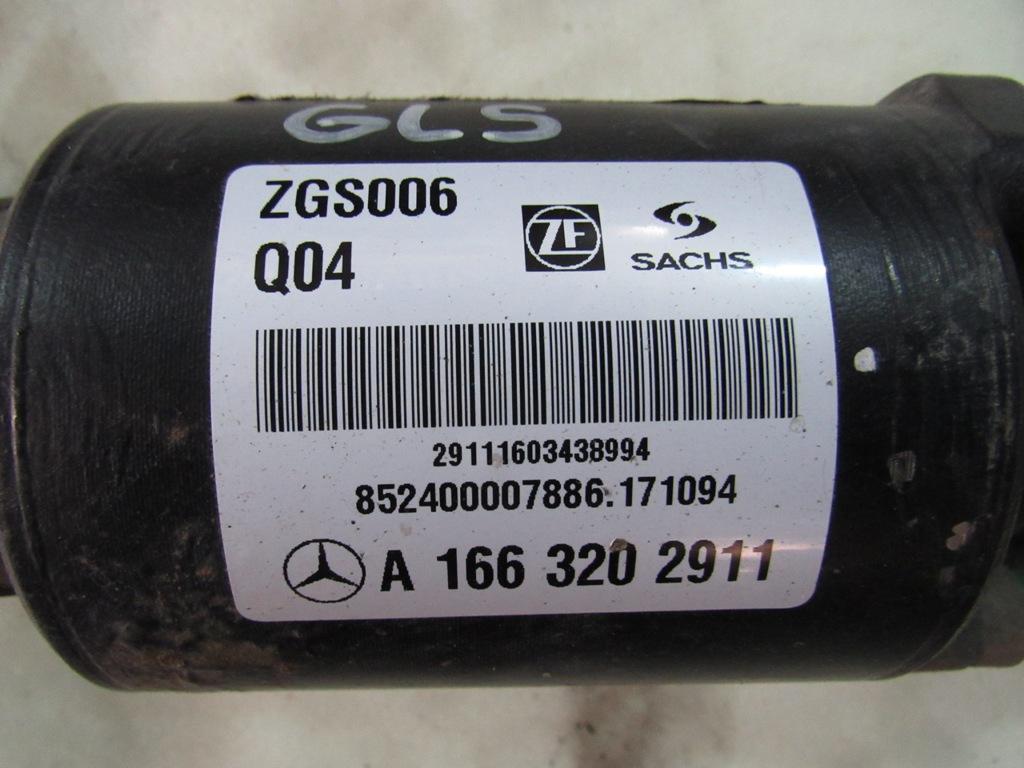 GLS
ZGS006
Q04
ZF
SACHS
29111603438994
852400007886.171094
A 166 320 2911